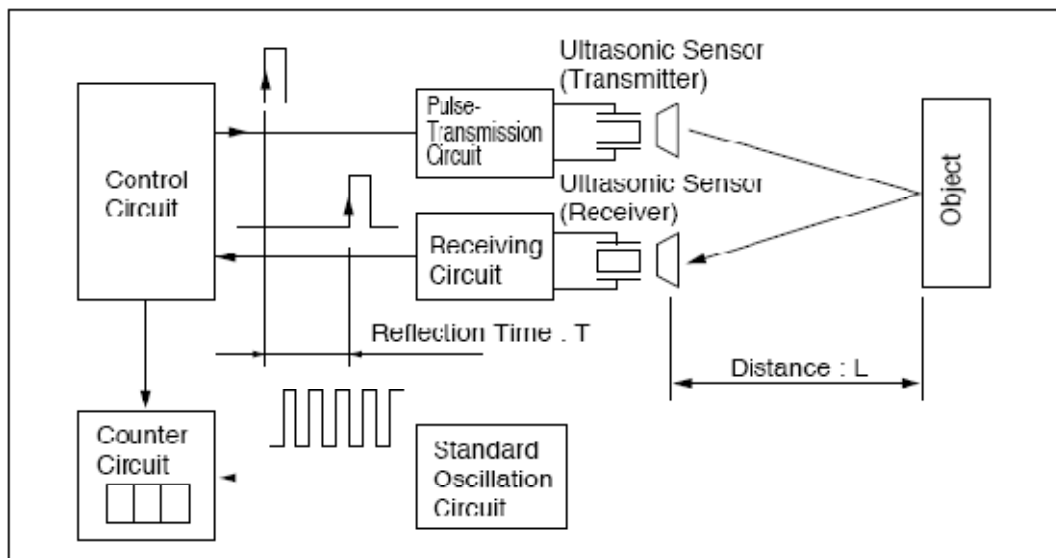 Ultrasonic Sensor
(Transmitter)
Pulse-
Transmission
Circuit
Control
Circuit
Object
Ultrasonic Sensor
(Receiver)
Receiving
Circuit
Reflection Time : T
Distance : L
Counter
Circuit
Standard
Oscillation
Circuit